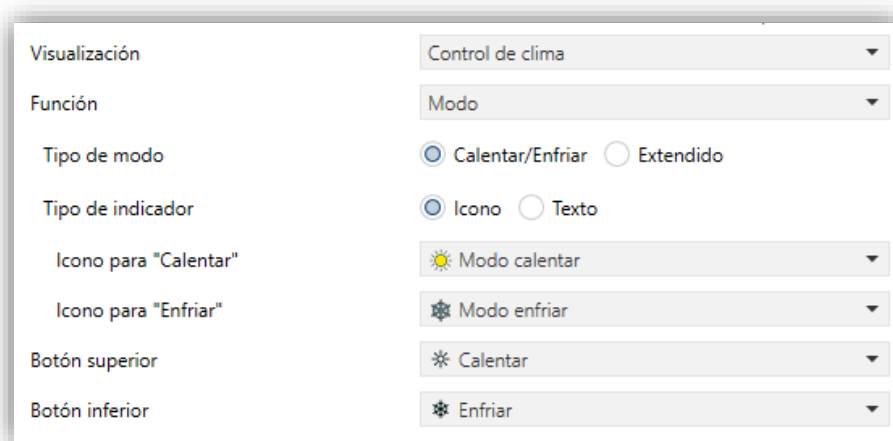 Visualización Control de clima
Función Modo
Tipo de modo Calentar/Enfriar Extendido
Tipo de indicador Icono Texto
Icono para "Calentar" Modo calentar
Icono para "Enfriar" Modo enfriar
Botón superior Calentar
Botón inferior Enfriar